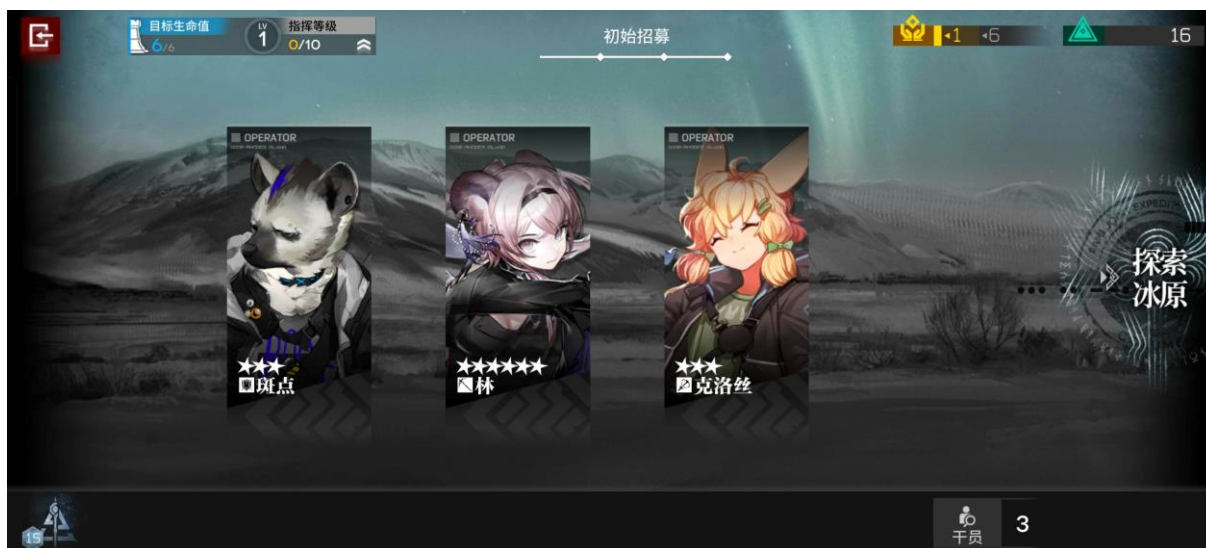 目标生命值
6/6
LV
1
指挥等级
0/10
初始招募
1
6
16
OPERATOR
OPERATOR
OPERATOR
斑点
林
克洛丝
EXPEDI
探索
冰原
15
干员
3